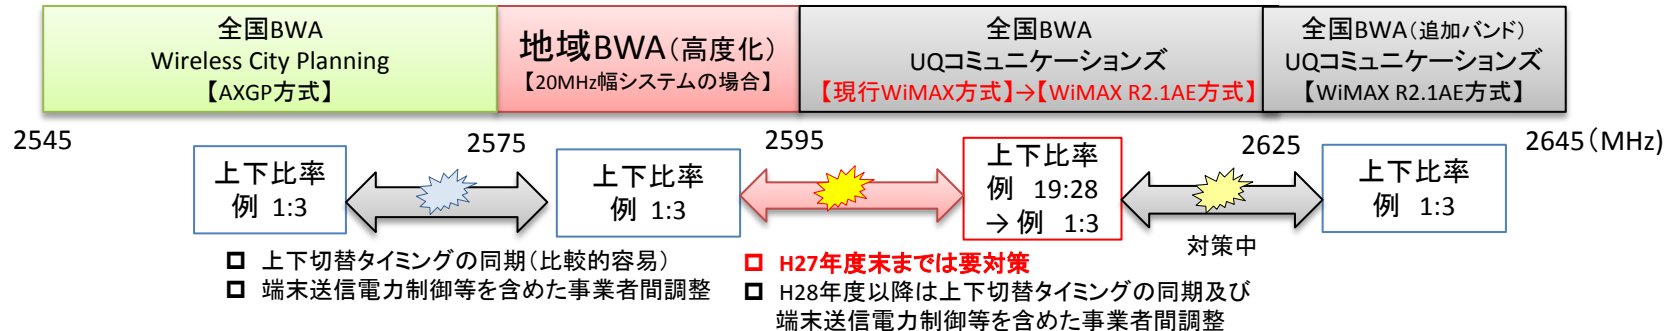 全国BWA
Wireless City Planning
【AXGP方式】
地域BWA（高度化）
【20MHz幅システムの場合】
全国BWA
UQコミュニケーションズ
【現行WiMAX方式】→【WiMAX R2.1AE方式】
全国BWA（追加バンド）
UQコミュニケーションズ
【WiMAX R2.1AE方式】
2545
2575
2595
2625
2645（MHz）
上下比率
例 1:3
上下比率
例 1:3
上下比率
例 19:28
→ 例 1:3
対策中
上下比率
例 1:3
上下切替タイミングの同期（比較的容易）
端末送信電力制御等を含めた事業者間調整
H27年度末までは要対策
H28年度以降は上下切替タイミングの同期及び
端末送信電力制御等を含めた事業者間調整